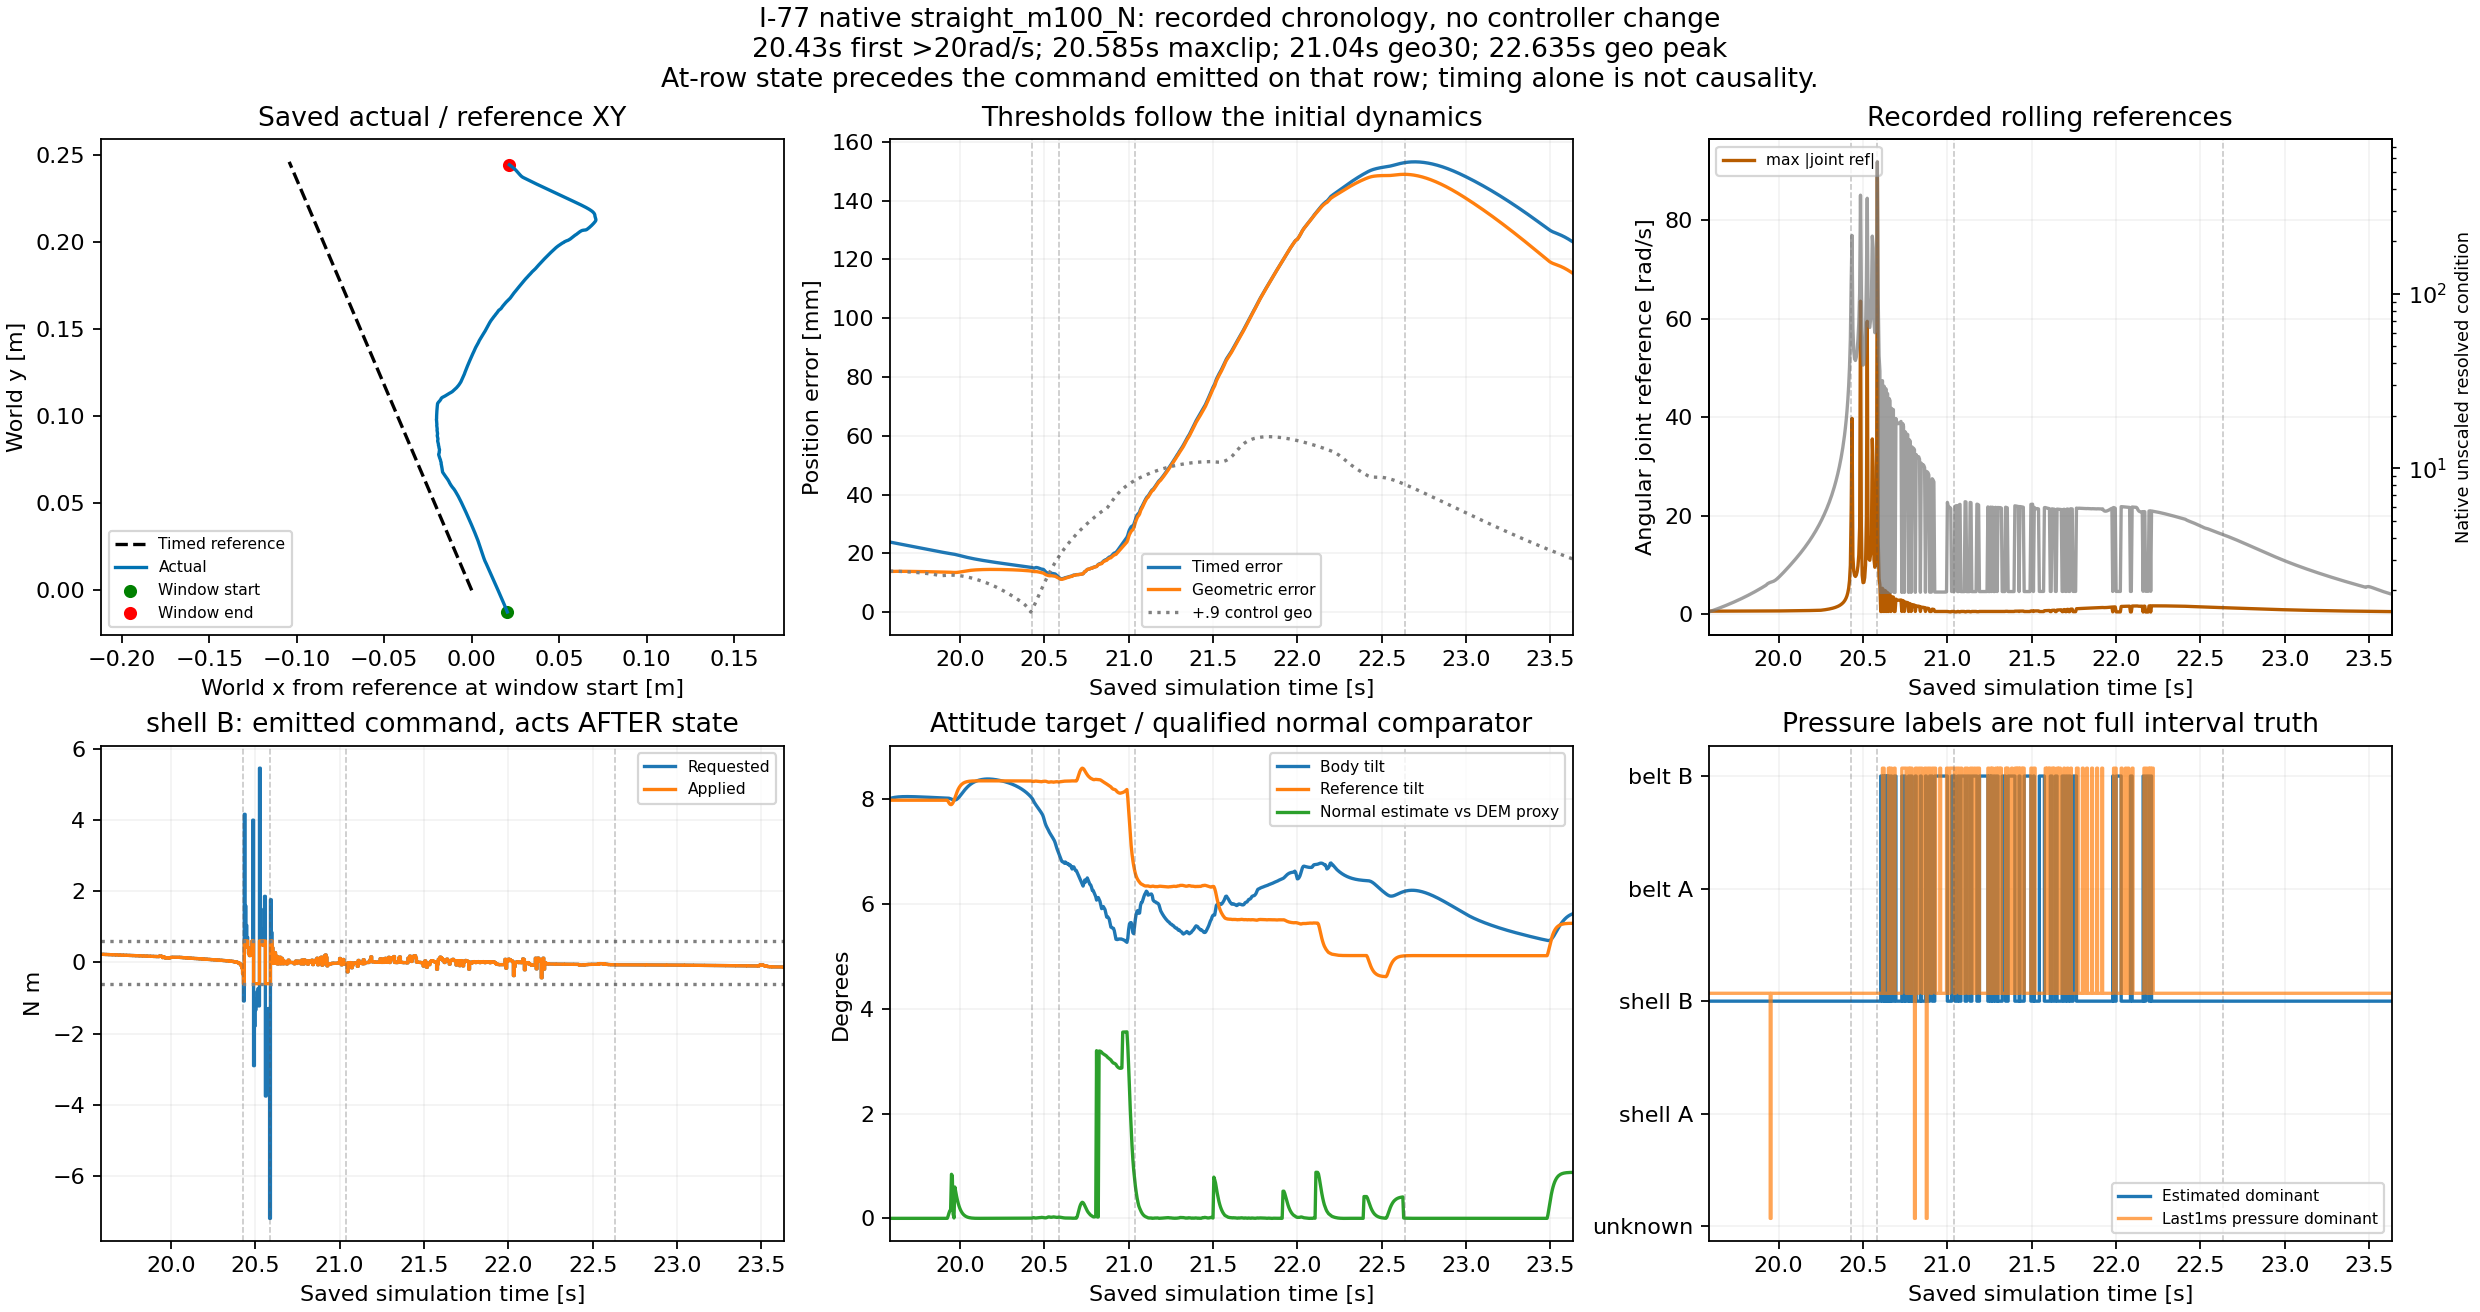 I-77 native straight_m100_N: recorded chronology, no controller change
20.43s first >20rad/s; 20.585s maxclip; 21.04s geo30; 22.635s geo peak
At-row state precedes the command emitted on that row; timing alone is not causality.
Saved actual / reference XY
0.25
0.20
0.15
0.10
0.05
0.00
World y [m]
Timed reference
Actual
Window start
Window end
−0.20
−0.15
−0.10
−0.05
0.00
0.05
0.10
0.15
World x from reference at window start [m]
Thresholds follow the initial dynamics
160
140
120
100
80
60
40
20
0
Position error [mm]
Timed error
Geometric error
+.9 control geo
20.0
20.5
21.0
21.5
22.0
22.5
23.0
23.5
Saved simulation time [s]
Recorded rolling references
max |joint ref|
80
60
40
20
0
Angular joint reference [rad/s]
10²
10¹
Native unscaled resolved condition
20.0
20.5
21.0
21.5
22.0
22.5
23.0
23.5
Saved simulation time [s]
shell B: emitted command, acts AFTER state
6
4
2
0
−2
−4
−6
N m
Requested
Applied
20.0
20.5
21.0
21.5
22.0
22.5
23.0
23.5
Saved simulation time [s]
Attitude target / qualified normal comparator
8
6
4
2
0
Degrees
Body tilt
Reference tilt
Normal estimate vs DEM proxy
20.0
20.5
21.0
21.5
22.0
22.5
23.0
23.5
Saved simulation time [s]
Pressure labels are not full interval truth
belt B
belt A
shell B
shell A
unknown
Estimated dominant
Last1ms pressure dominant
20.0
20.5
21.0
21.5
22.0
22.5
23.0
23.5
Saved simulation time [s]